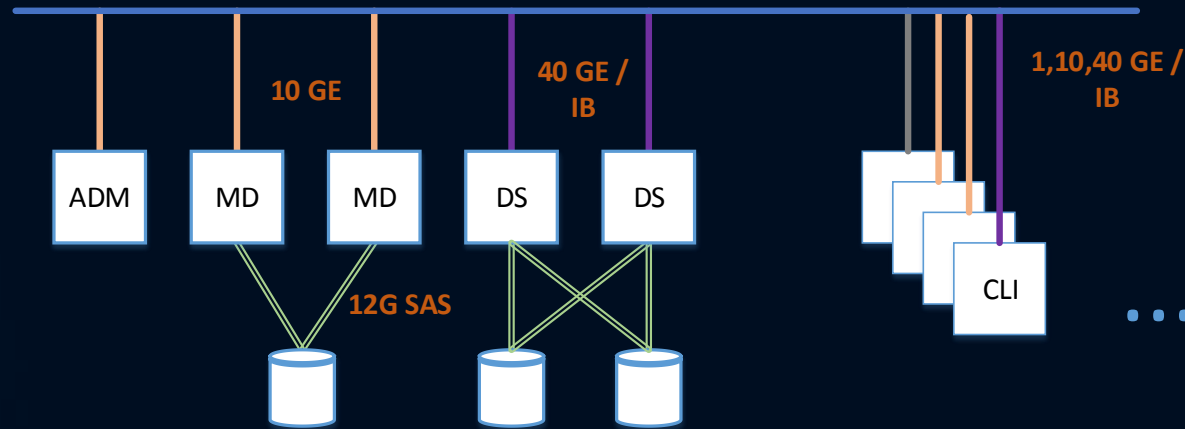 10 GE
40 GE /
IB
1,10,40 GE /
IB
ADM
MD
MD
DS
DS
CLI
12G SAS